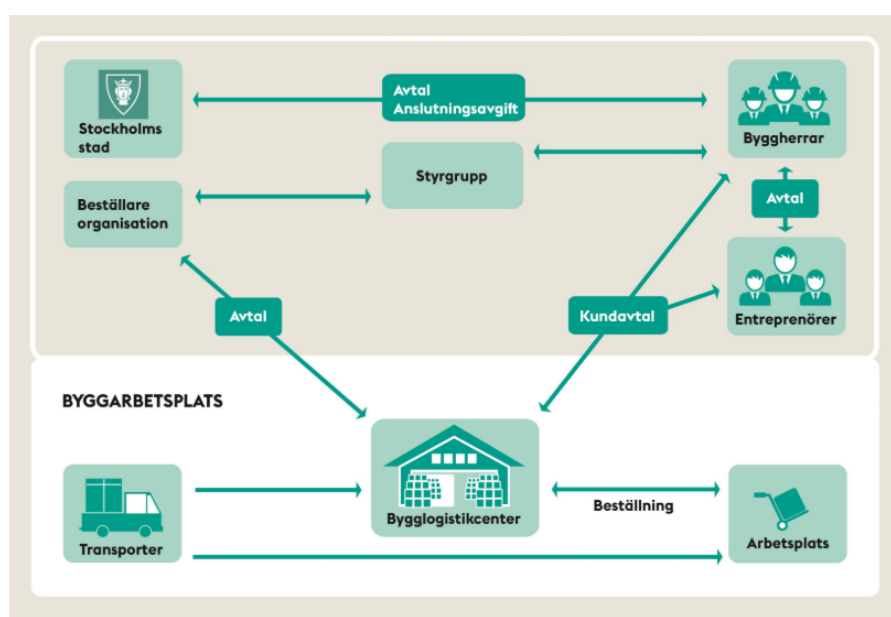 Stockholms
stad
Avtal
Anslutningsavgift
Byggherrar
Styrgrupp
Beställare
organisation
Avtal
Avtal
Kundavtal
Entreprenörer
BYGGARBETSPLATS
Transporter
Bygglogistikcenter
Beställning
Arbetsplats